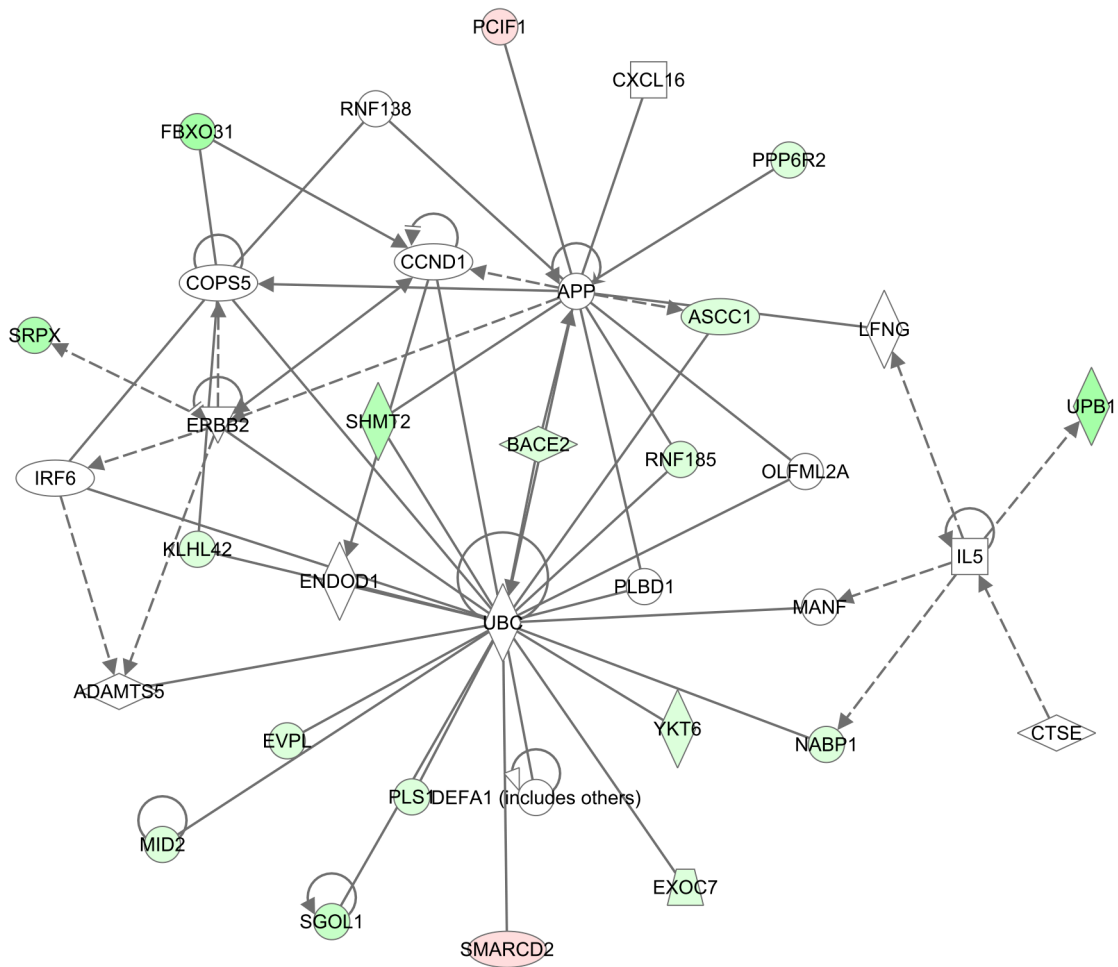 PCIF1
CXCL16
RNF138
FBXO31
PPP6R2
CCND1
COPS5
APP
ASCC1
LFNG
SRPX
UPB1
ERBB2
SHMT2
BACE2
RNF185
OLFML2A
IRF6
KLHL42
IL5
ENDOD1
PLBD1
MANF
UBC
ADAMTS5
EVPL
YKT6
NABP1
CTSE
PLS1
DEFA1 (includes others)
MID2
EXOC7
SGOL1
SMARCD2